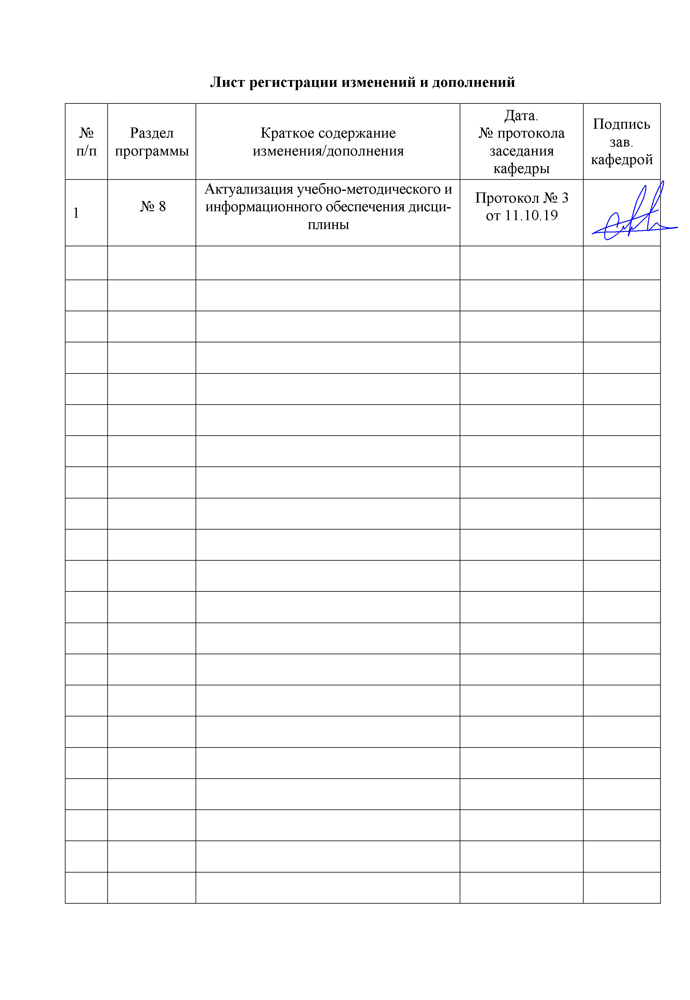 Лист регистрации изменений и дополнений
№
п/п
Раздел
программы
Краткое содержание
изменения/дополнения
Дата.
№ протокола
заседания
кафедры
Подпись
зав.
кафедрой
1
№ 8
Актуализация учебно-методического и
информационного обеспечения дисци-
плины
Протокол № 3
от 11.10.19